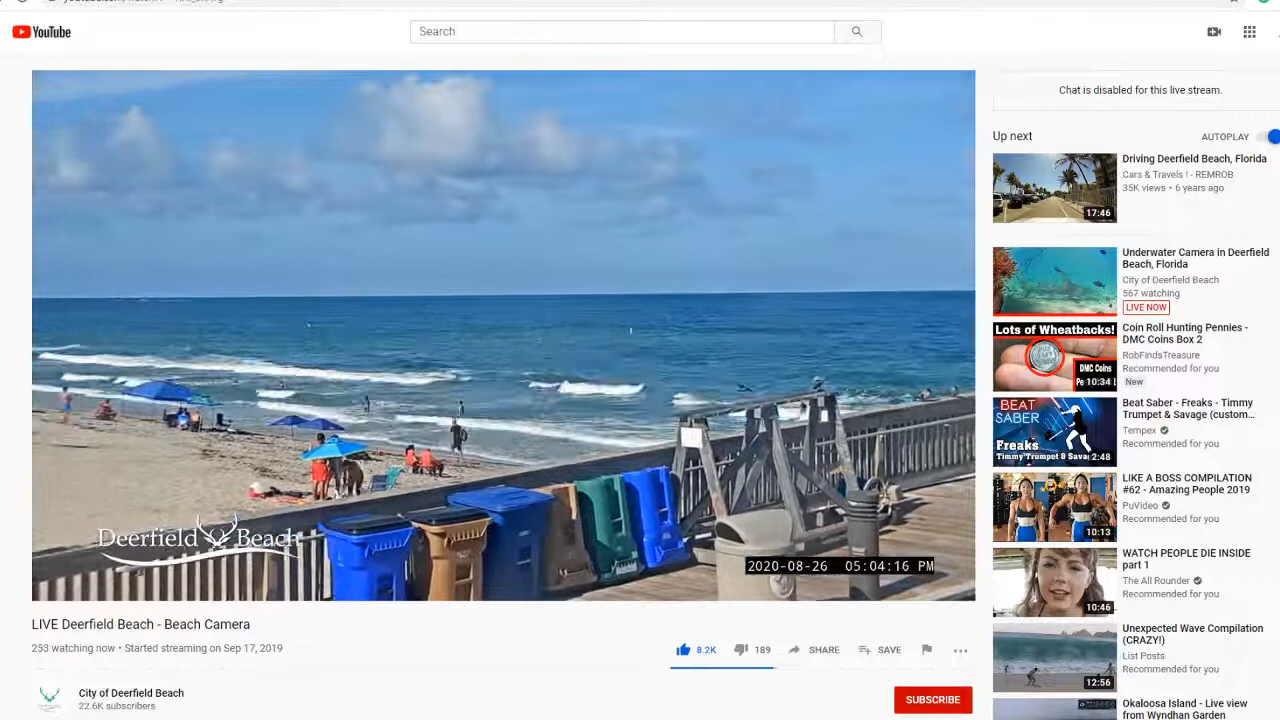 YouTube
Search
Chat is disabled for this live stream.
Up next
AUTOPLAY
17:46
Driving Deerfield Beach, Florida
Cars & Travels ! - REMROB
35K views • 6 years ago
Underwater Camera in Deerfield
Beach, Florida
City of Deerfield Beach
567 watching
LIVE NOW
Lots of Wheatbacks!
DMC Coins
10:34
Coin Roll Hunting Pennies -
DMC Coins Box 2
RobFindsTreasure
Recommended for you
New
BEAT
SABER
Freaks
Timmy Trumpet & Sava
2:48
Beat Saber - Freaks - Timmy
Trumpet & Savage (custom...
Tempex
Recommended for you
10:13
LIKE A BOSS COMPILATION
#62 - Amazing People 2019
PuVideo
Recommended for you
10:46
WATCH PEOPLE DIE INSIDE
part 1
The All Rounder
Recommended for you
12:56
Unexpected Wave Compilation
(CRAZY!)
List Posts
Recommended for you
Okaloosa Island - Live view
from Wyndham Garden
Deerfield Beach
2020-08-26 05:04:16 PM
LIVE Deerfield Beach - Beach Camera
253 watching now • Started streaming on Sep 17, 2019
8.2K
189
SHARE
SAVE
City of Deerfield Beach
22.6K subscribers
SUBSCRIBE